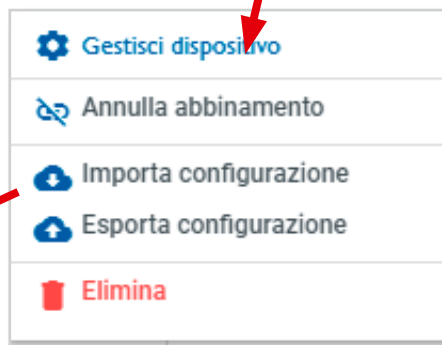 Gestisci dispositivo
Annulla abbinamento
Importa configurazione
Esporta configurazione
Elimina